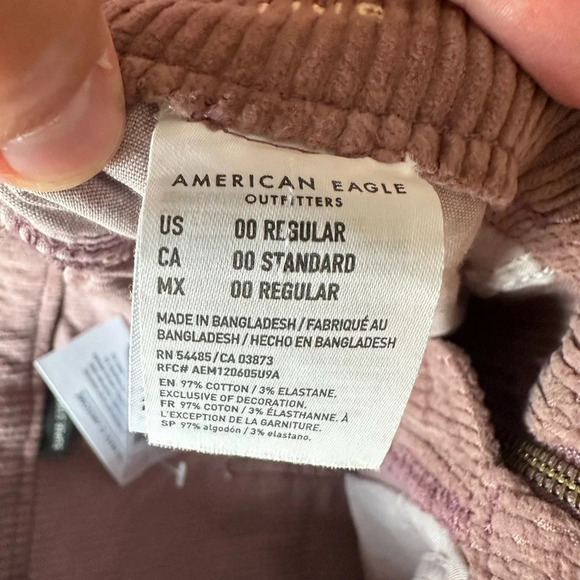 AMERICAN EAGLE
OUTFITTERS
US 00 REGULAR
CA 00 STANDARD
MX 00 REGULAR
MADE IN BANGLADESH / FABRIQUÉ AU
BANGLADESH / HECHO EN BANGLADESH
RN 54485/CA 03873
RFC# AEM120605U9A
EN 97% COTTON / 3% ELASTANE,
EXCLUSIVE OF DECORATION.
FR 97% COTON / 3% ÉLASTHANNE, À
L'EXCEPTION DE LA GARNITURE.
SP 97% algodón / 3% elastano.